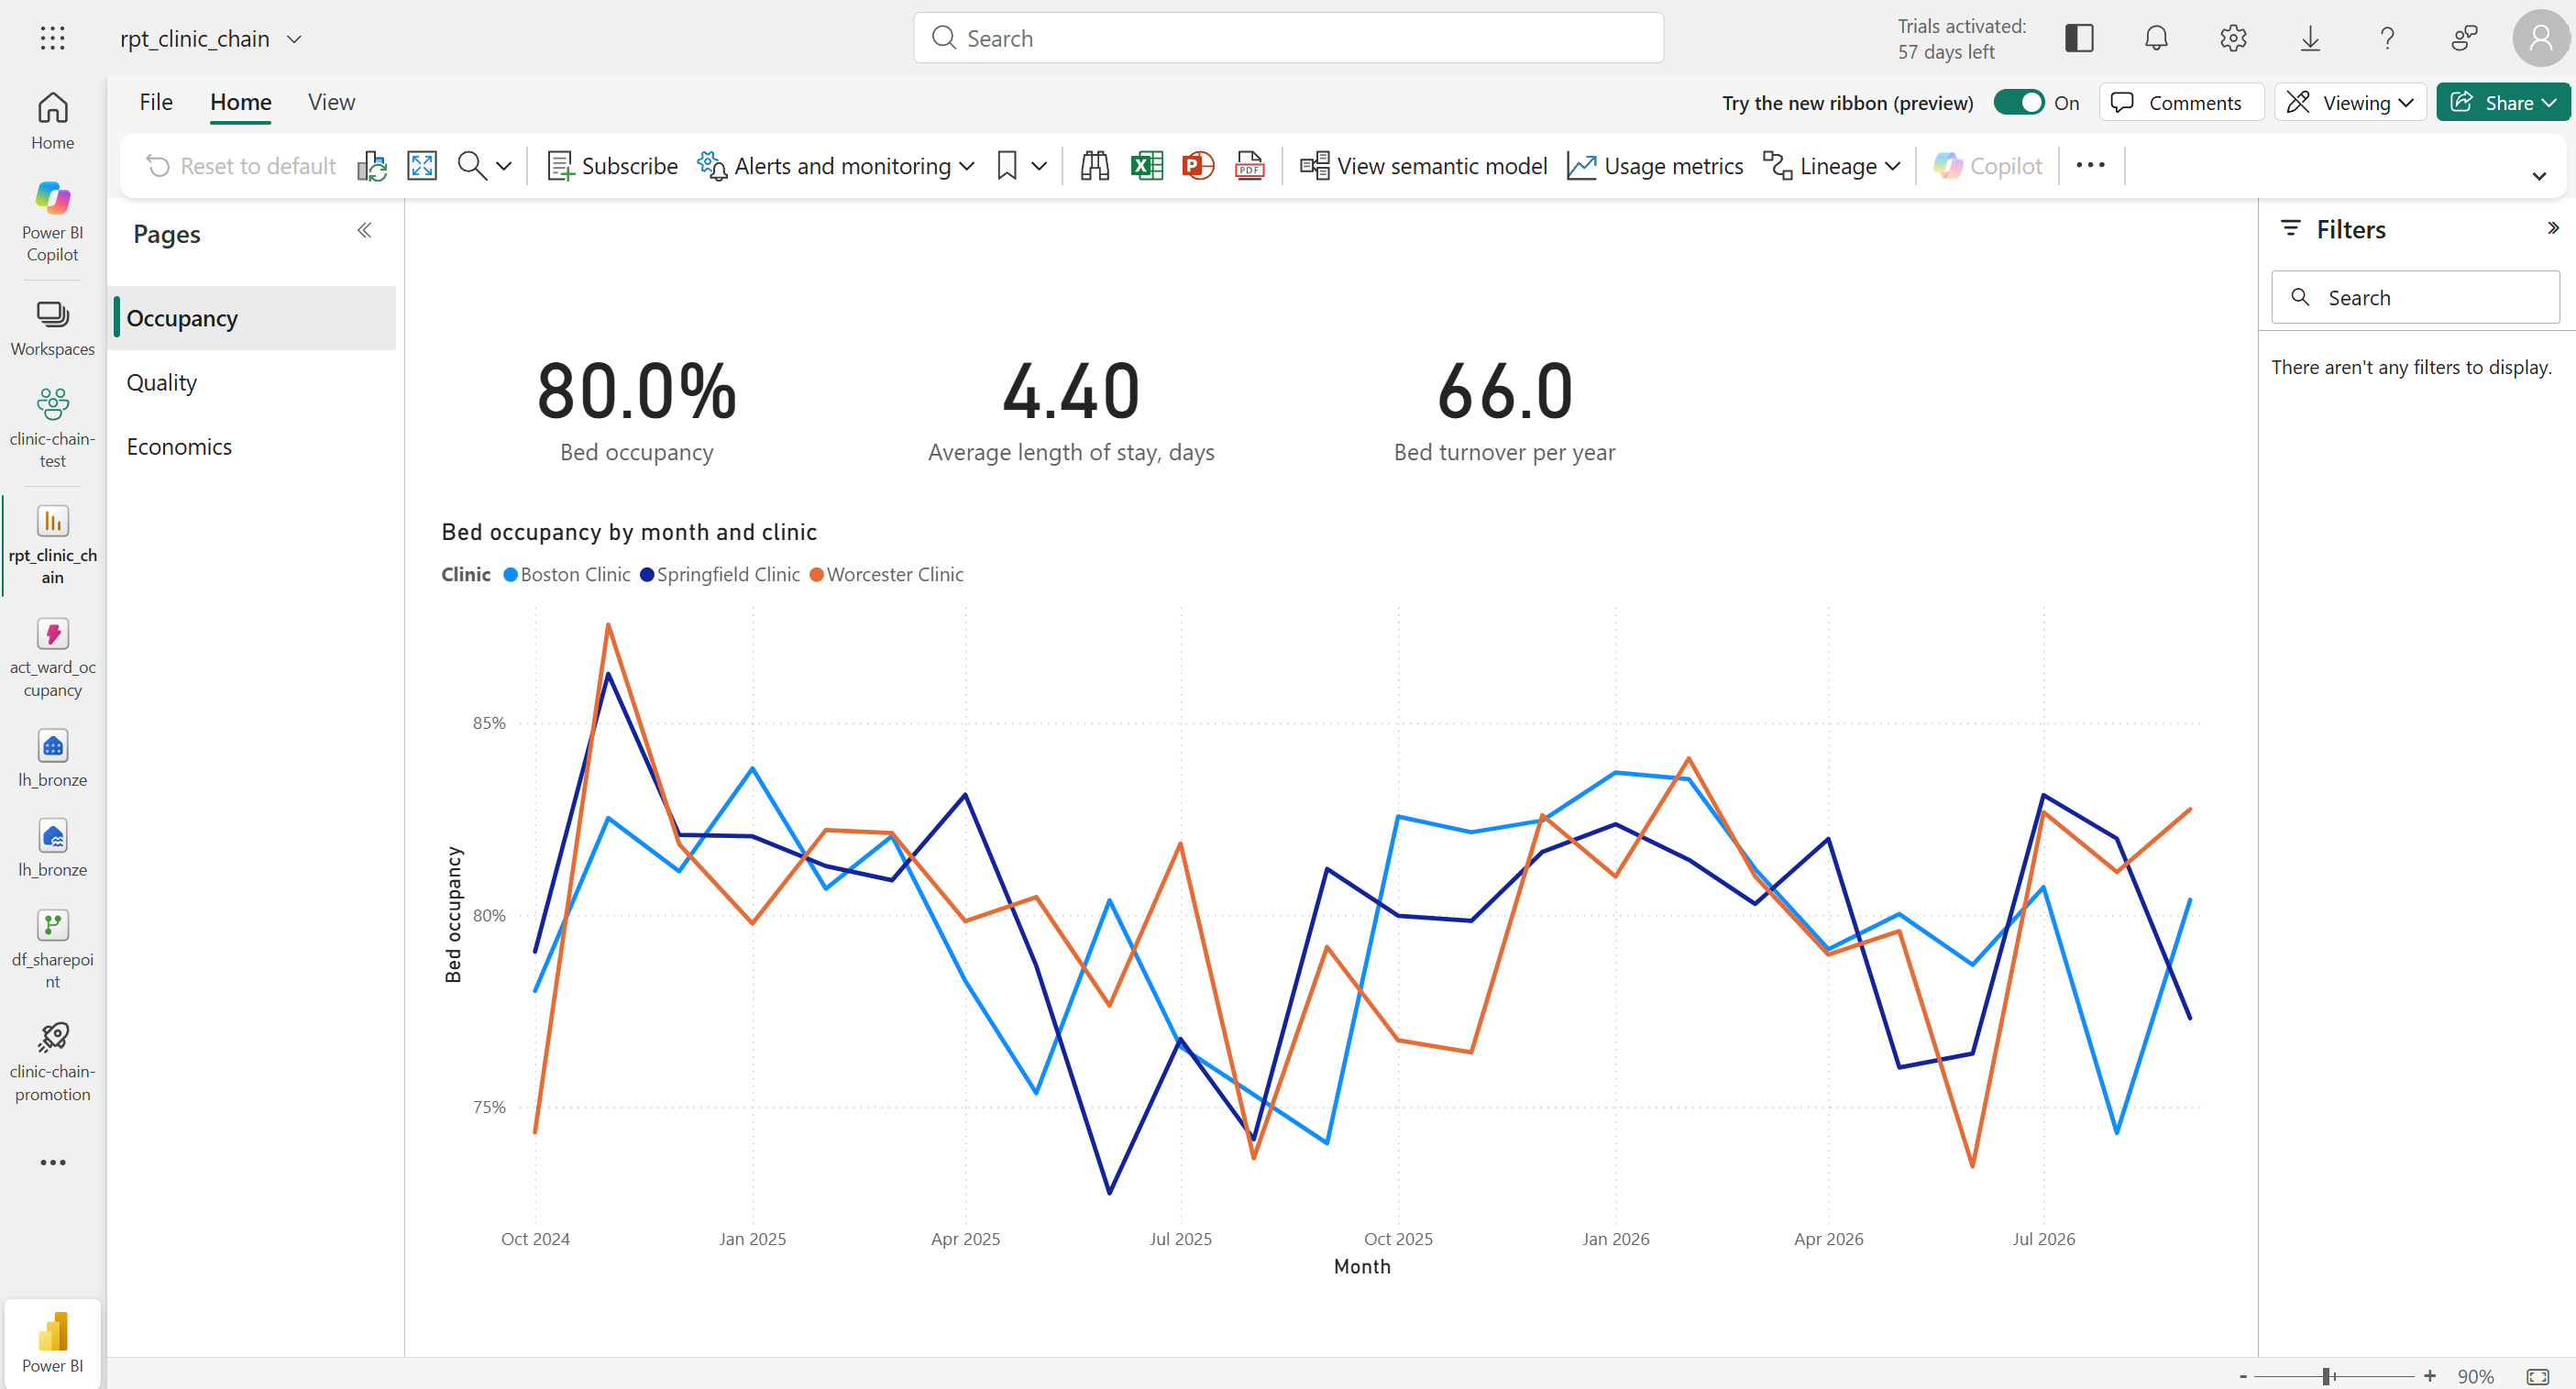 rpt_clinic_chain
Search
Trials activated:
57 days left
File Home View
Try the new ribbon (preview) On Comments Viewing Share
Reset to default Subscribe Alerts and monitoring View semantic model Usage metrics Lineage Copilot
Home
Power BI
Copilot
Workspaces
clinic-chain-
test
rpt_clinic_ch
ain
act_ward_oc
cupancy
lh_bronze
lh_bronze
df_sharepoi
nt
clinic-chain-
promotion
Power BI
Pages
Occupancy
Quality
Economics
80.0%
Bed occupancy
4.40
Average length of stay, days
66.0
Bed turnover per year
Bed occupancy by month and clinic
Clinic Boston Clinic Springfield Clinic Worcester Clinic
Bed occupancy
85%
80%
75%
Oct 2024 Jan 2025 Apr 2025 Jul 2025 Oct 2025 Jan 2026 Apr 2026 Jul 2026
Month
Filters
Search
There aren't any filters to display.
- + 90%